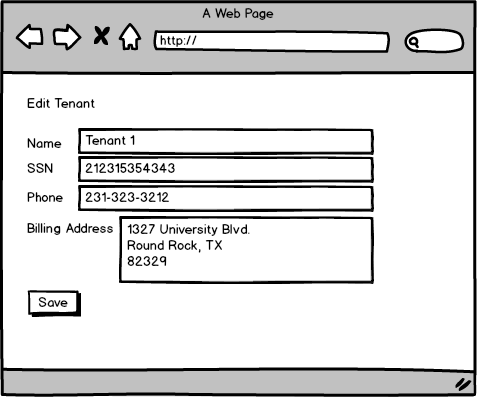 A Web Page
http://
Edit Tenant
Name Tenant 1
SSN 212315354343
Phone 231-323-3212
Billing Address 1327 University Blvd.
Round Rock, TX
82329
Save